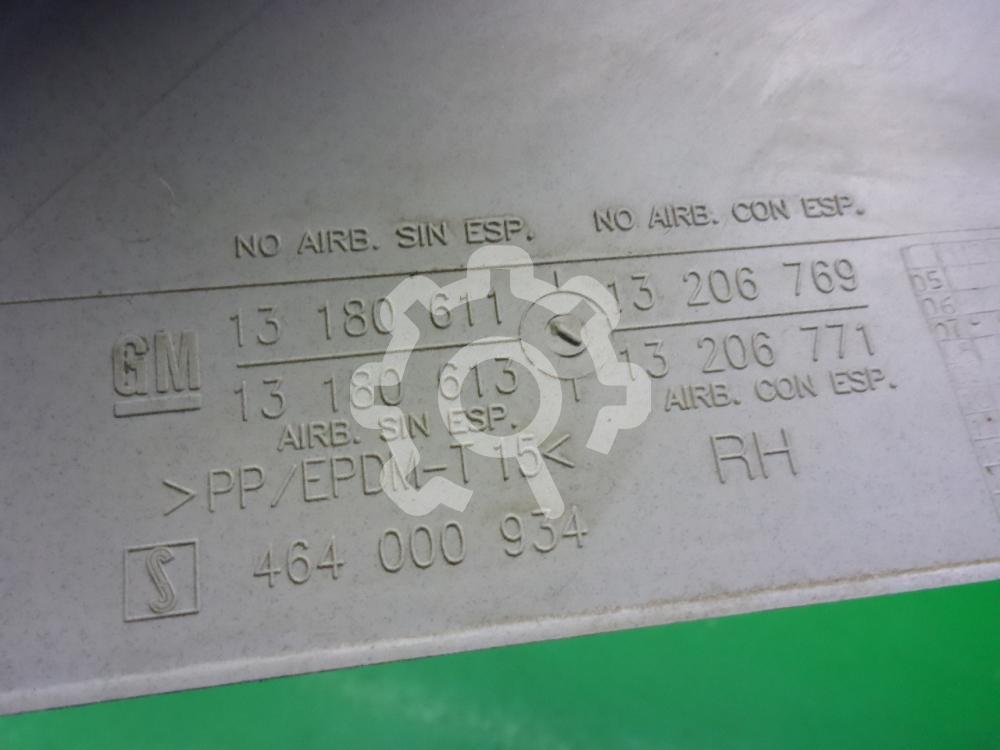 NO AIRB. SIN ESP. NO AIRB. CON ESP.
GM 13 180 611 13 206 769
13 180 613 13 206 771
AIRB. SIN ESP. AIRB. CON ESP.
>PP/EPDM-T 15< RH
S 464 000 934
05
06
07